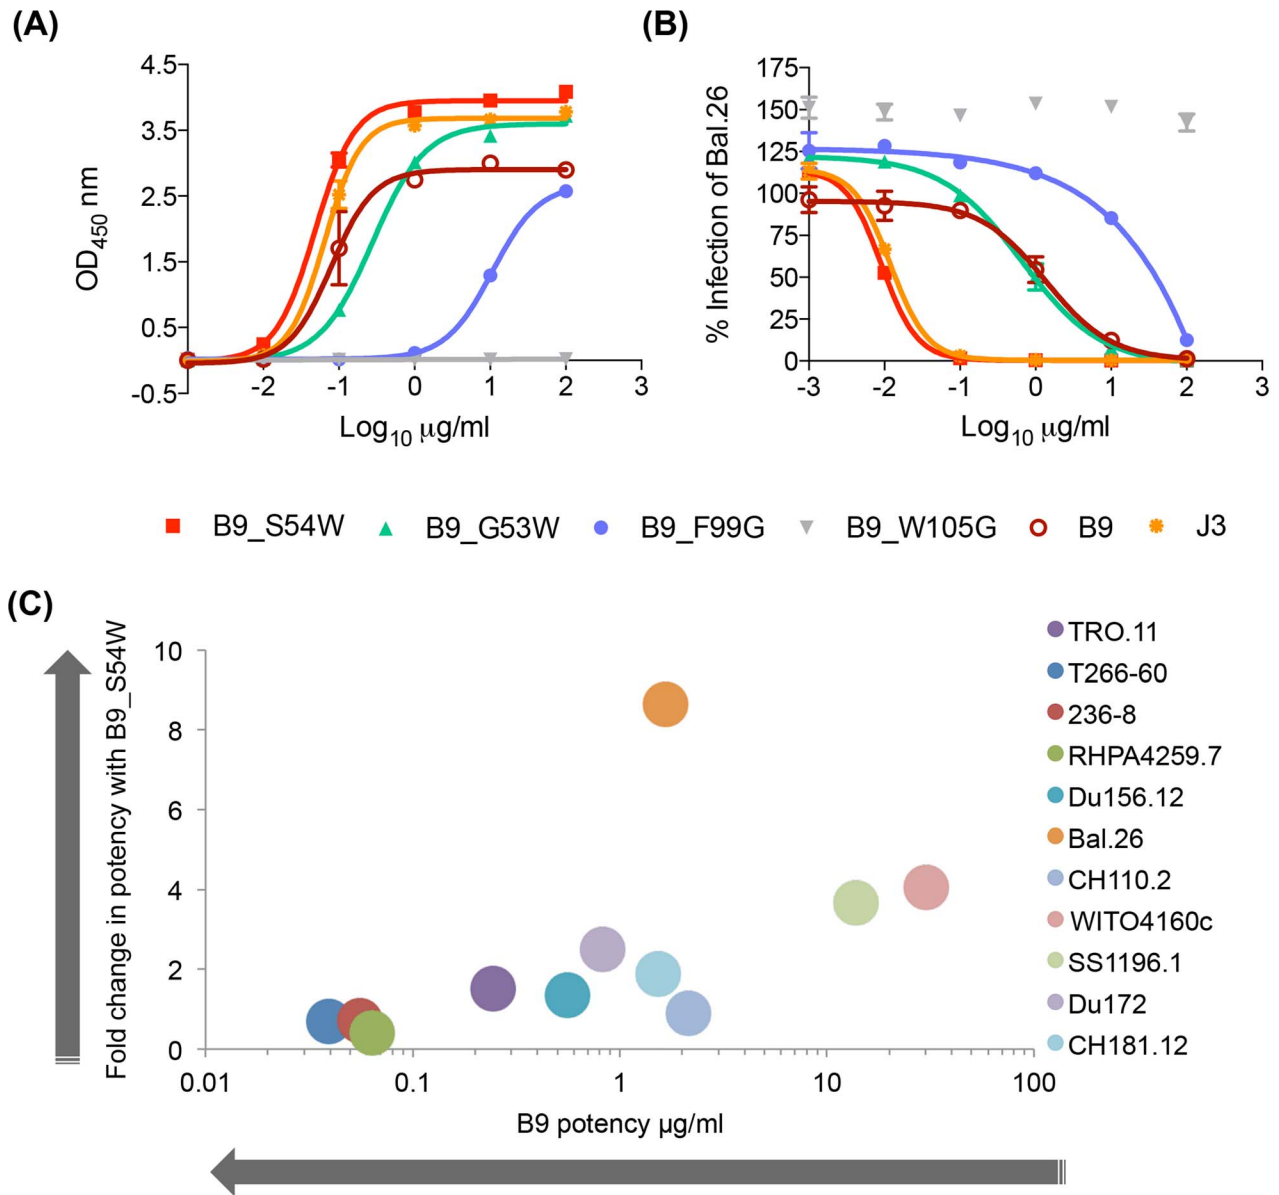 (A)
4.5
3.5
2.5
1.5
0.5
-0.5
OD450 nm
-2 -1 0 1 2 3
Log10 μg/ml
(B)
175
150
125
100
75
50
25
0
% Infection of Bal.26
-3 -2 -1 0 1 2 3
Log10 μg/ml
B9_S54W B9_G53W B9_F99G B9_W105G B9 J3
(C)
Fold change in potency with B9_S54W
10
8
6
4
2
0
0.01 0.1 1 10 100
B9 potency μg/ml
TRO.11
T266-60
236-8
RHPA4259.7
Du156.12
Bal.26
CH110.2
WITO4160c
SS1196.1
Du172
CH181.12